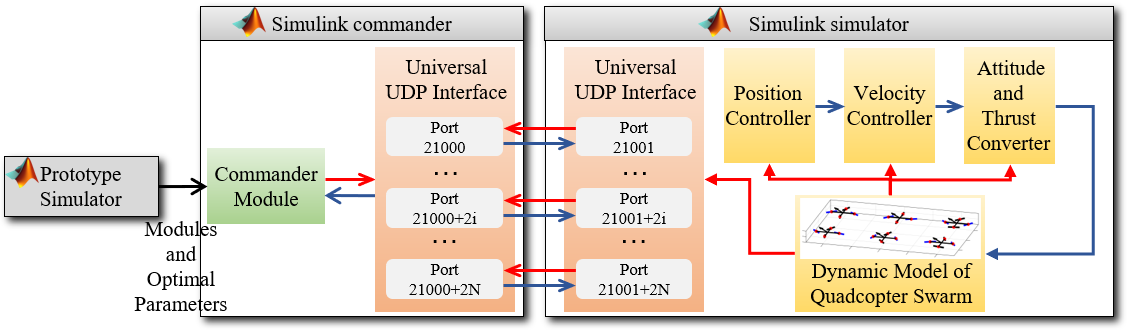 Simulink commander
Simulink simulator
Prototype
Simulator
Modules
and
Optimal
Parameters
Commander
Module
Universal
UDP Interface
Port
21000
...
Port
21000+2i
...
Port
21000+2N
Universal
UDP Interface
Port
21001
...
Port
21001+2i
...
Port
21001+2N
Position
Controller
Velocity
Controller
Attitude
and
Thrust
Converter
Dynamic Model of
Quadcopter Swarm